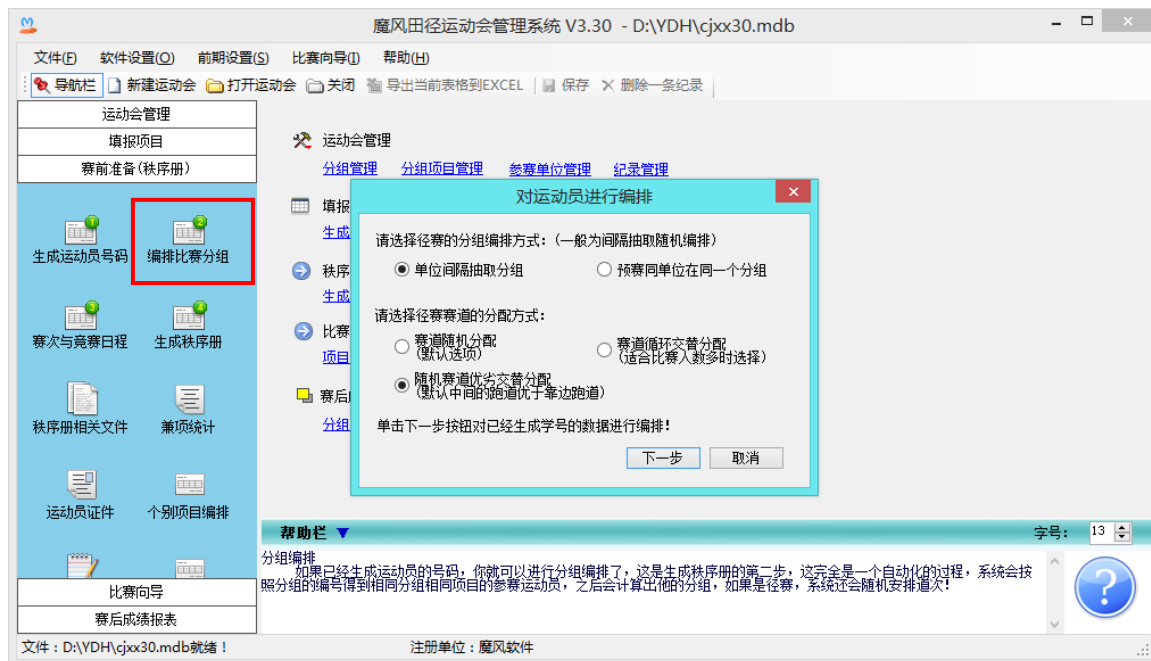 魔风田径运动会管理系统 V3.30 - D:\YDH\cjxx30.mdb
文件(F) 软件设置(O) 前期设置(S) 比赛向导(I) 帮助(H)
导航栏 新建运动会 打开运动会 关闭 导出当前表格到EXCEL 保存 删除一条纪录
运动会管理
填报项目
赛前准备(秩序册)
1
生成运动员号码
2
编排比赛分组
3
赛次与竞赛日程
4
生成秩序册
秩序册相关文件
兼项统计
运动员证件
个别项目编排
比赛向导
赛后成绩报表
运动会管理
分组管理 分组项目管理 参赛单位管理 纪录管理
填报
生成
秩序
生成
比赛
项目
赛后
分组
对运动员进行编排
请选择径赛的分组编排方式:(一般为间隔抽取随机编排)
单位间隔抽取分组 预赛同单位在同一个分组
请选择径赛赛道的分配方式:
赛道随机分配
(默认选项)
赛道循环交替分配
(适合比赛人数多时选择)
随机赛道优劣交替分配
(默认中间的跑道优于靠边跑道)
单击下一步按钮对已经生成学号的数据进行编排!
下一步 取消
帮助栏 ▼ 字号: 13
分组编排
如果已经生成运动员的号码,你就可以进行分组编排了,这是生成秩序册的第二步,这完全是一个自动化的过程,系统会按
照分组的编号得到相同分组相同项目的参赛运动员,之后会计算出他的分组,如果是径赛,系统还会随机安排道次!
文件:D:\YDH\cjxx30.mdb就绪! 注册单位:魔风软件